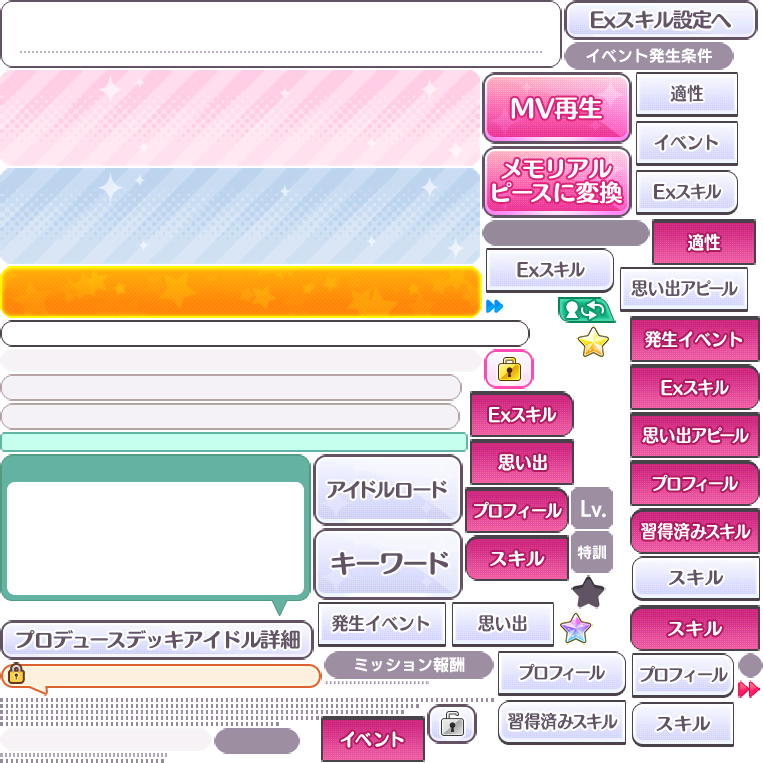 Exスキル設定へ
イベント発生条件
MV再生
適性
イベント
メモリアル
ピースに変換
Exスキル
適性
Exスキル
思い出アピール
発生イベント
Exスキル
Exスキル
思い出アピール
アイドルロード
思い出
プロフィール
プロフィール
Lv.
習得済みスキル
キーワード
スキル
特訓
スキル
発生イベント
思い出
スキル
プロデュースデッキアイドル詳細
ミッション報酬
プロフィール
プロフィール
イベント
習得済みスキル
スキル